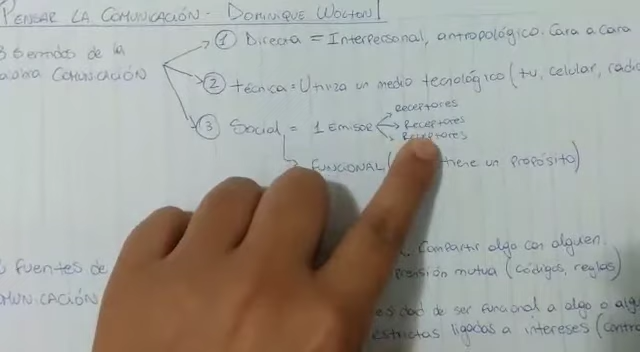 PENSAR LA COMUNICACIÓN - DOMINIQUE WOLTON
3 sentidos de la
palabra COMUNICACIÓN
① Directa = Interpersonal, antropológico. Cara a cara
② Técnica = Utiliza un medio tecnológico (tv, celular, radio
③ Social = 1 Emisor
Receptores
Receptores
Receptores
FUNCIONAL ( tiene un propósito)
fuentes de
COMUNICACIÓN
Compartir algo con alguien.
mutua (códigos, reglas)
de ser funcional a algo o
ligadas a intereses